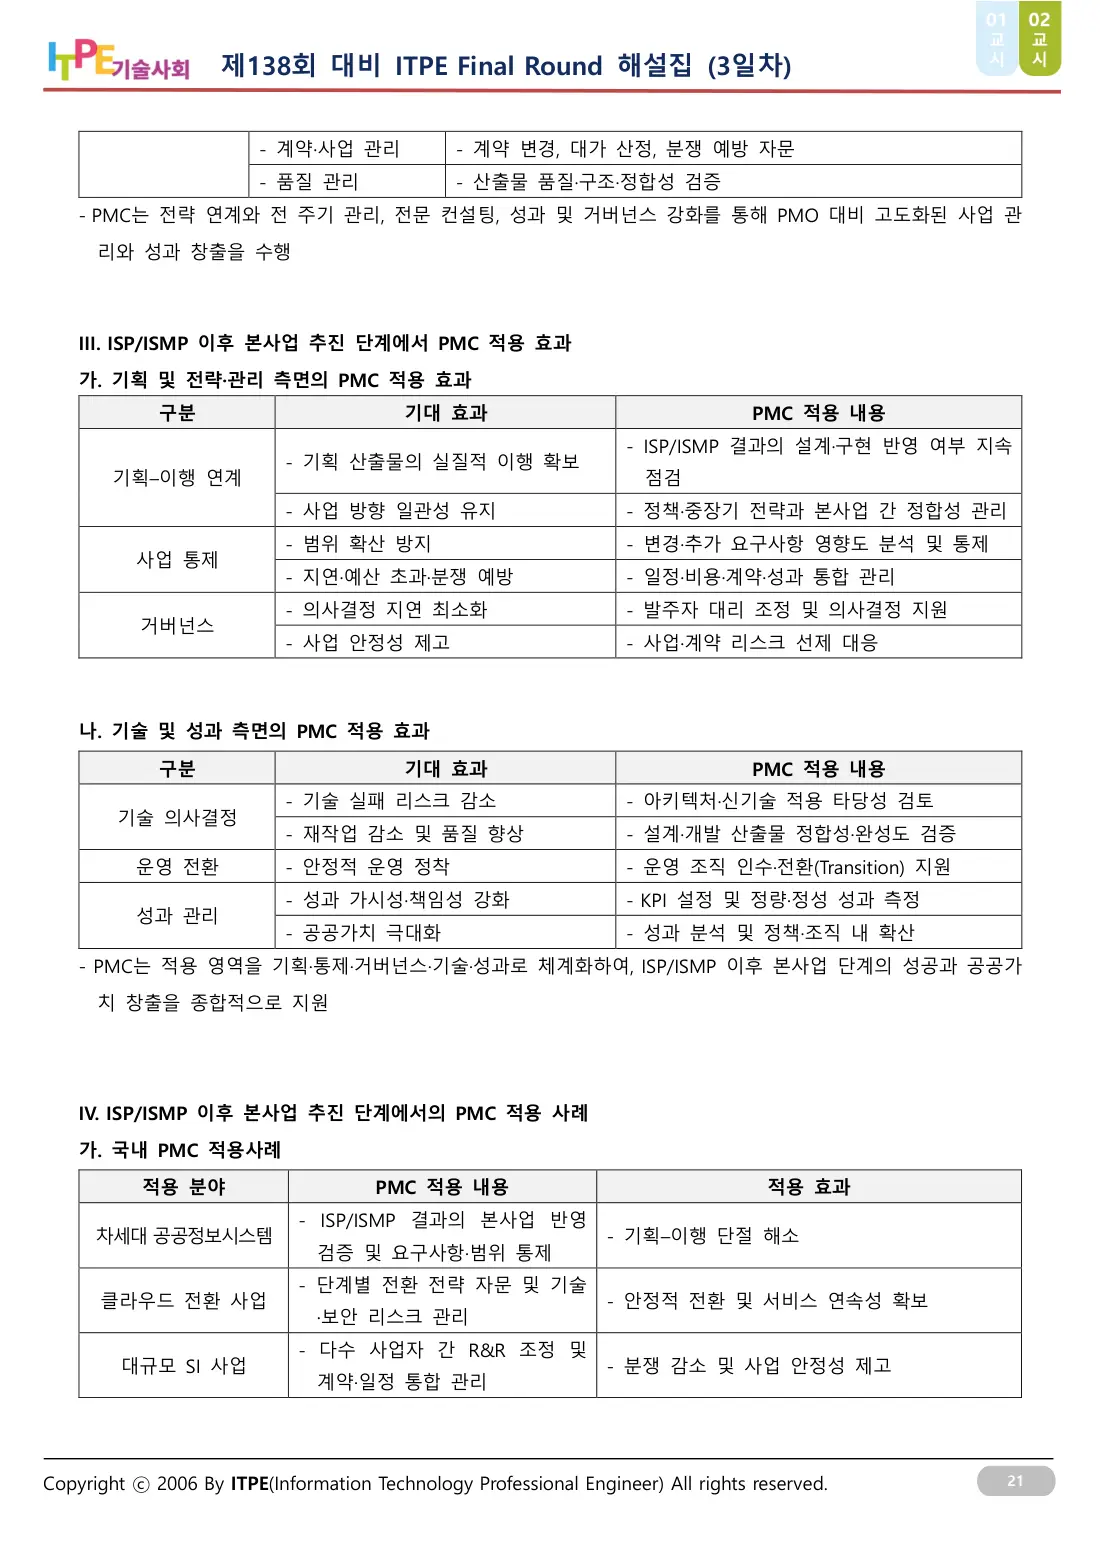 01 교시
02 교시
ITPE기술사회 제138회 대비 ITPE Final Round 해설집 (3일차)
- 계약·사업 관리 - 계약 변경, 대가 산정, 분쟁 예방 자문
- 품질 관리 - 산출물 품질·구조·정합성 검증
- PMC는 전략 연계와 전 주기 관리, 전문 컨설팅, 성과 및 거버넌스 강화를 통해 PMO 대비 고도화된 사업 관
리와 성과 창출을 수행
III. ISP/ISMP 이후 본사업 추진 단계에서 PMC 적용 효과
가. 기획 및 전략·관리 측면의 PMC 적용 효과
구분 기대 효과 PMC 적용 내용
기획–이행 연계
- 기획 산출물의 실질적 이행 확보
- ISP/ISMP 결과의 설계·구현 반영 여부 지속
점검
- 사업 방향 일관성 유지 - 정책·중장기 전략과 본사업 간 정합성 관리
사업 통제
- 범위 확산 방지 - 변경·추가 요구사항 영향도 분석 및 통제
- 지연·예산 초과·분쟁 예방 - 일정·비용·계약·성과 통합 관리
거버넌스
- 의사결정 지연 최소화 - 발주자 대리 조정 및 의사결정 지원
- 사업 안정성 제고 - 사업·계약 리스크 선제 대응
나. 기술 및 성과 측면의 PMC 적용 효과
구분 기대 효과 PMC 적용 내용
기술 의사결정
- 기술 실패 리스크 감소 - 아키텍처·신기술 적용 타당성 검토
- 재작업 감소 및 품질 향상 - 설계·개발 산출물 정합성·완성도 검증
운영 전환 - 안정적 운영 정착 - 운영 조직 인수·전환(Transition) 지원
성과 관리
- 성과 가시성·책임성 강화 - KPI 설정 및 정량·정성 성과 측정
- 공공가치 극대화 - 성과 분석 및 정책·조직 내 확산
- PMC는 적용 영역을 기획·통제·거버넌스·기술·성과로 체계화하여, ISP/ISMP 이후 본사업 단계의 성공과 공공가
치 창출을 종합적으로 지원
IV. ISP/ISMP 이후 본사업 추진 단계에서의 PMC 적용 사례
가. 국내 PMC 적용사례
적용 분야 PMC 적용 내용 적용 효과
차세대 공공정보시스템
- ISP/ISMP 결과의 본사업 반영
검증 및 요구사항·범위 통제
- 기획–이행 단절 해소
클라우드 전환 사업
- 단계별 전환 전략 자문 및 기술
·보안 리스크 관리
- 안정적 전환 및 서비스 연속성 확보
대규모 SI 사업
- 다수 사업자 간 R&R 조정 및
계약·일정 통합 관리
- 분쟁 감소 및 사업 안정성 제고
Copyright ⓒ 2006 By ITPE(Information Technology Professional Engineer) All rights reserved.
21